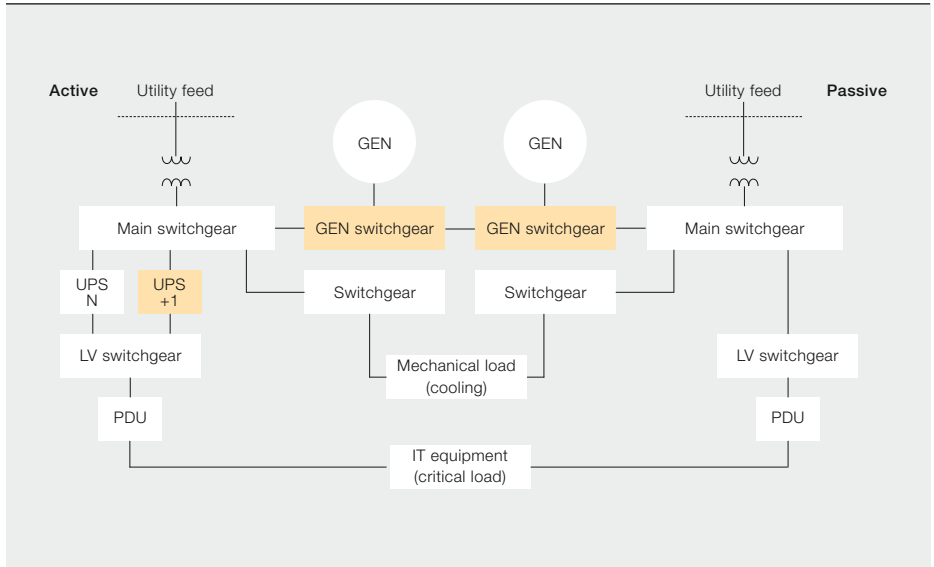 Active
Utility feed
Utility feed
Passive
GEN
GEN
Main switchgear
GEN switchgear
GEN switchgear
Main switchgear
UPS
N
UPS
+1
Switchgear
Switchgear
LV switchgear
LV switchgear
Mechanical load
(cooling)
PDU
PDU
IT equipment
(critical load)